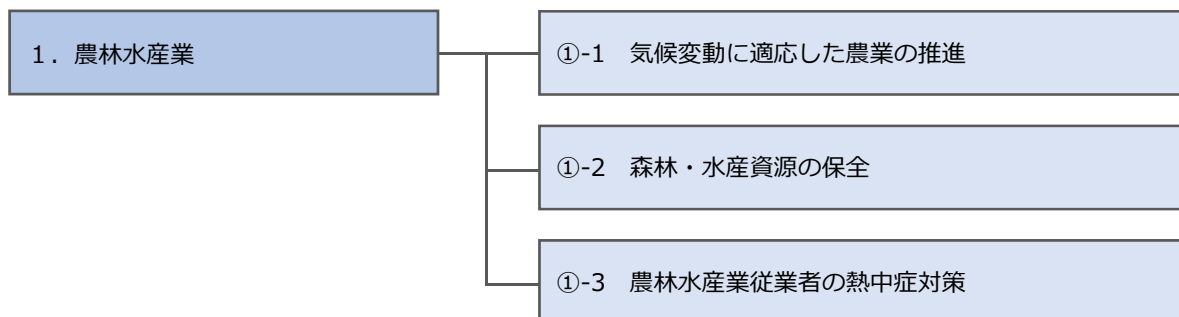 １．農林水産業
①-1　気候変動に適応した農業の推進
①-2　森林・水産資源の保全
①-3　農林水産業従業者の熱中症対策